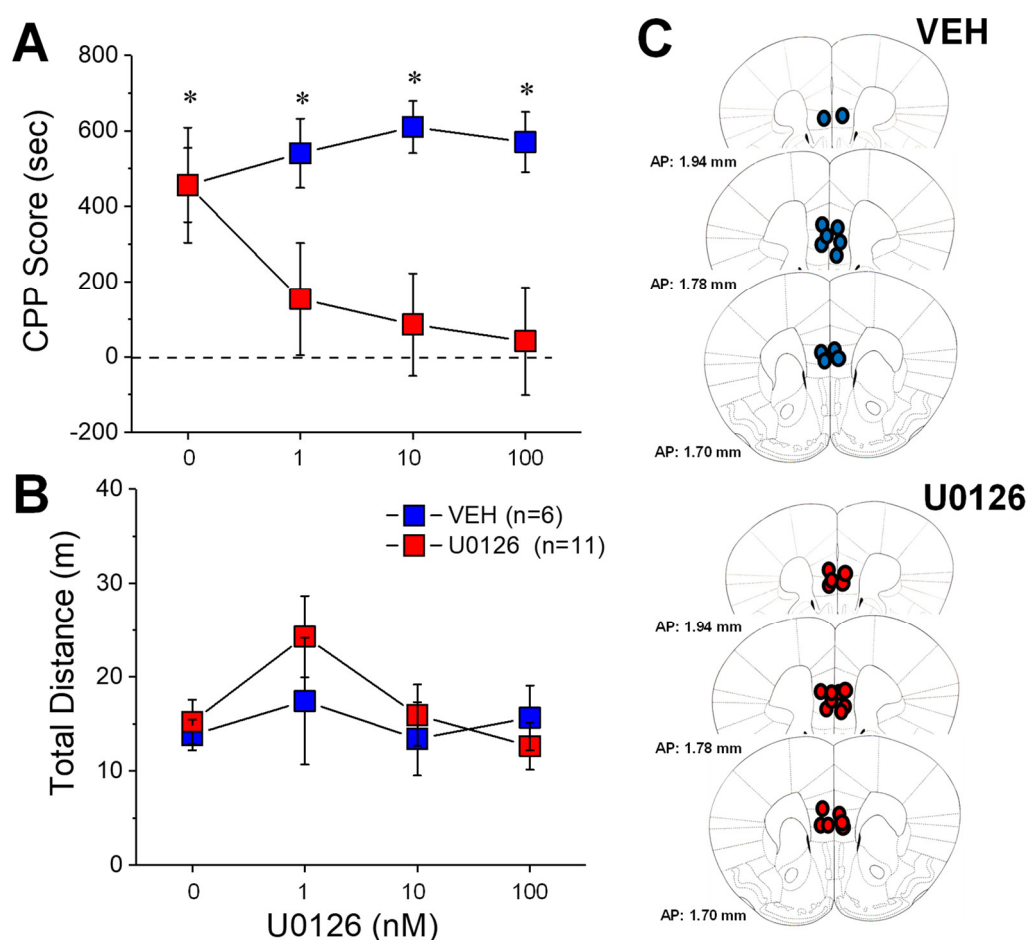 A
CPP Score (sec)
800
600
400
200
0
-200
* * * *
0 1 10 100
B
Total Distance (m)
40
30
20
10
0
VEH (n=6)
U0126 (n=11)
0 1 10 100
U0126 (nM)
C
VEH
AP: 1.94 mm
AP: 1.78 mm
AP: 1.70 mm
U0126
AP: 1.94 mm
AP: 1.78 mm
AP: 1.70 mm